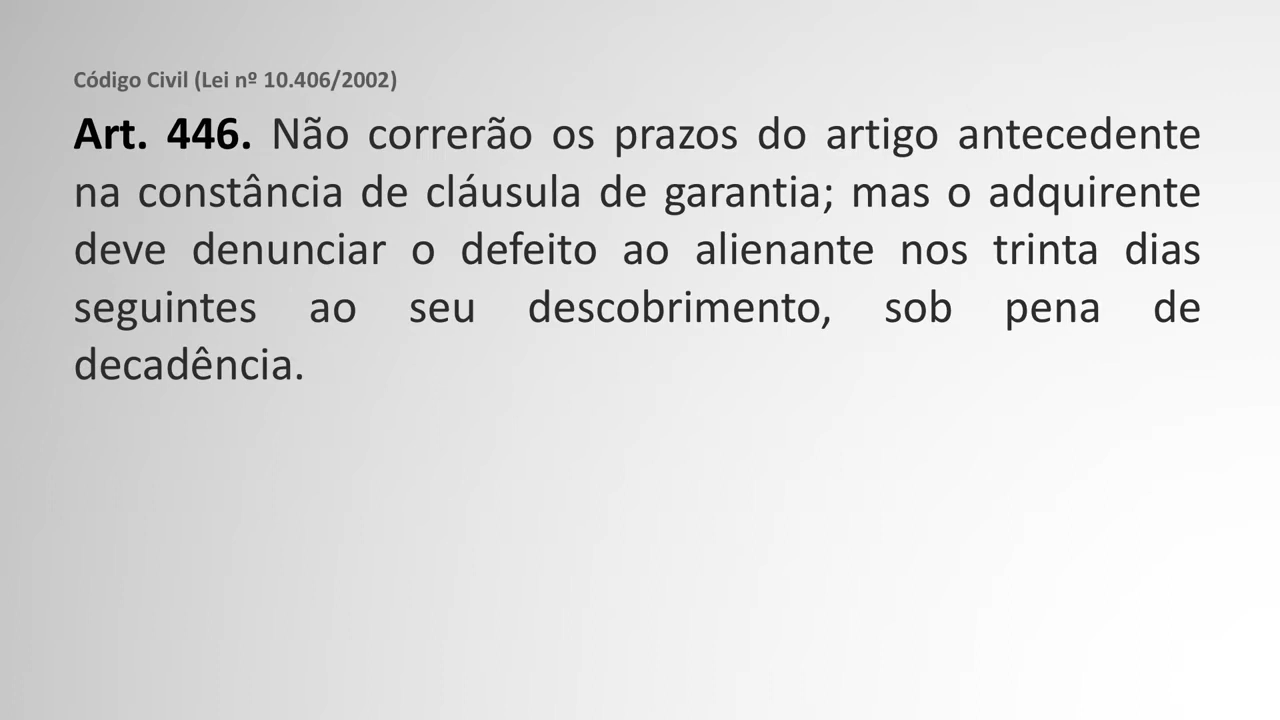 Código Civil (Lei nº 10.406/2002)
Art. 446. Não correrão os prazos do artigo antecedente
na constância de cláusula de garantia; mas o adquirente
deve denunciar o defeito ao alienante nos trinta dias
seguintes ao seu descobrimento, sob pena de
decadência.